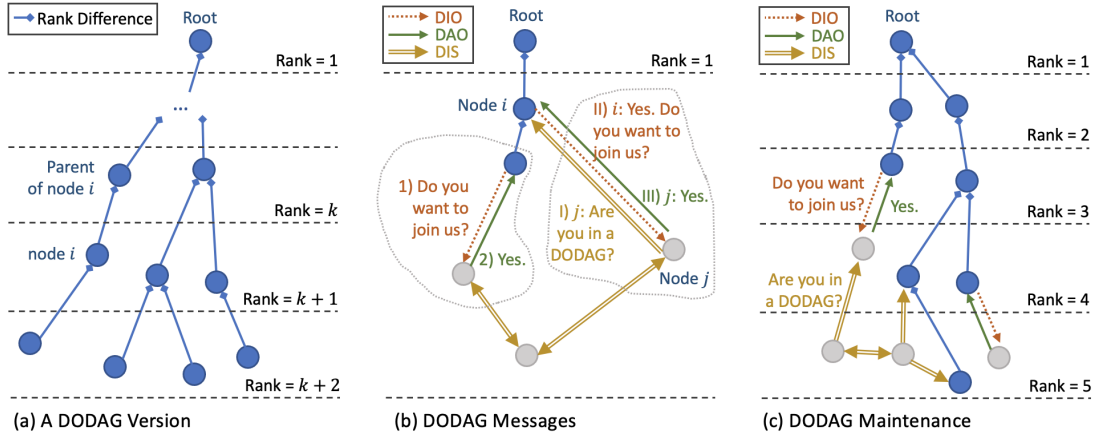 Rank Difference
Root
Rank = 1
...
Parent
of node i
Rank = k
node i
Rank = k + 1
Rank = k + 2
(a) A DODAG Version
DIO
DAO
DIS
Root
Rank = 1
Node i
II) i: Yes. Do
you want to
join us?
1) Do you
want to
join us?
III) j: Yes.
I) j: Are
you in a
DODAG?
2) Yes.
Node j
(b) DODAG Messages
DIO
DAO
DIS
Root
Rank = 1
Rank = 2
Do you want
to join us?
Yes.
Rank = 3
Are you in
a DODAG?
Rank = 4
Rank = 5
(c) DODAG Maintenance